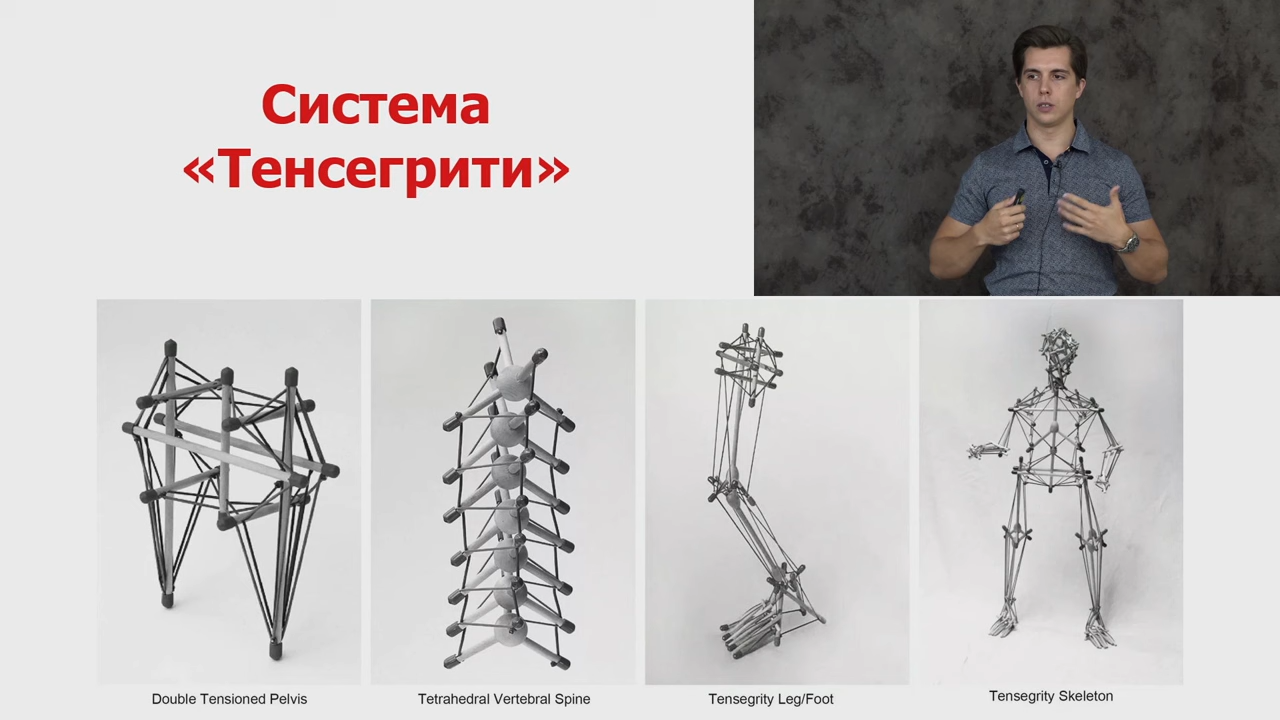 Система
«Тенсегрити»
Double Tensioned Pelvis
Tetrahedral Vertebral Spine
Tensegrity Leg/Foot
Tensegrity Skeleton